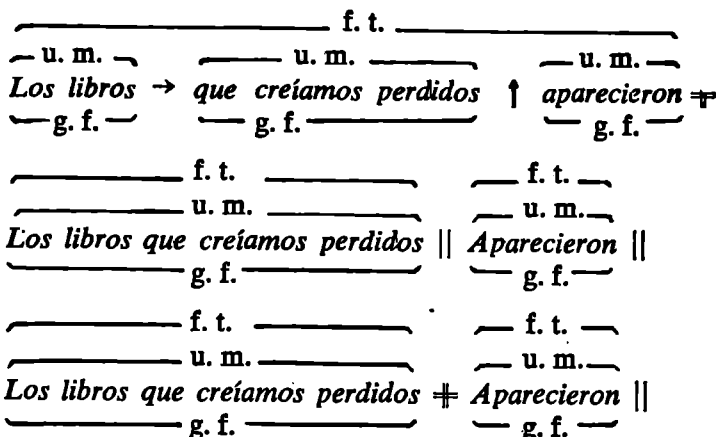 f. t.
u. m. u. m. u. m.
Los libros → que creíamos perdidos ↑ aparecieron ⧧
g. f. g. f. g. f.
f. t. f. t.
u. m. u. m.
Los libros que creíamos perdidos || Aparecieron ||
g. f. g. f.
f. t. f. t.
u. m. u. m.
Los libros que creíamos perdidos ⧧ Aparecieron ||
g. f. g. f.